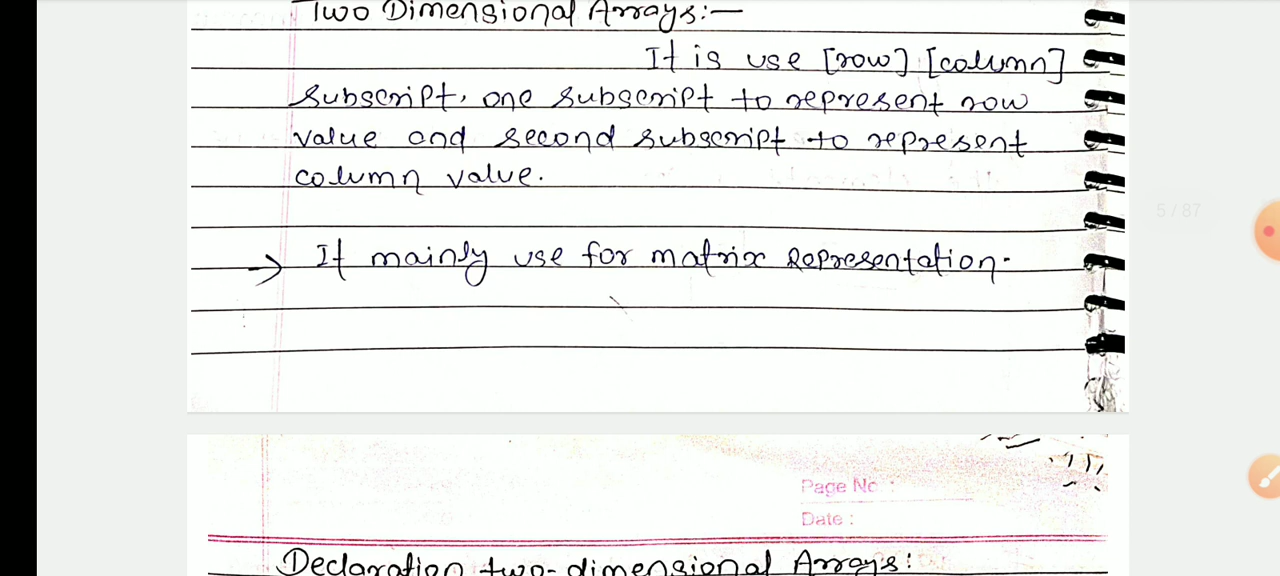 Two Dimensional Arrays:—
It is use [row] [column]
subscript, one subscript to represent row
value and second subscript to represent
column value.
5 / 87
→ It mainly use for matrix Representation.
Page No :
Date :
Declaration two-dimensional Arrays: